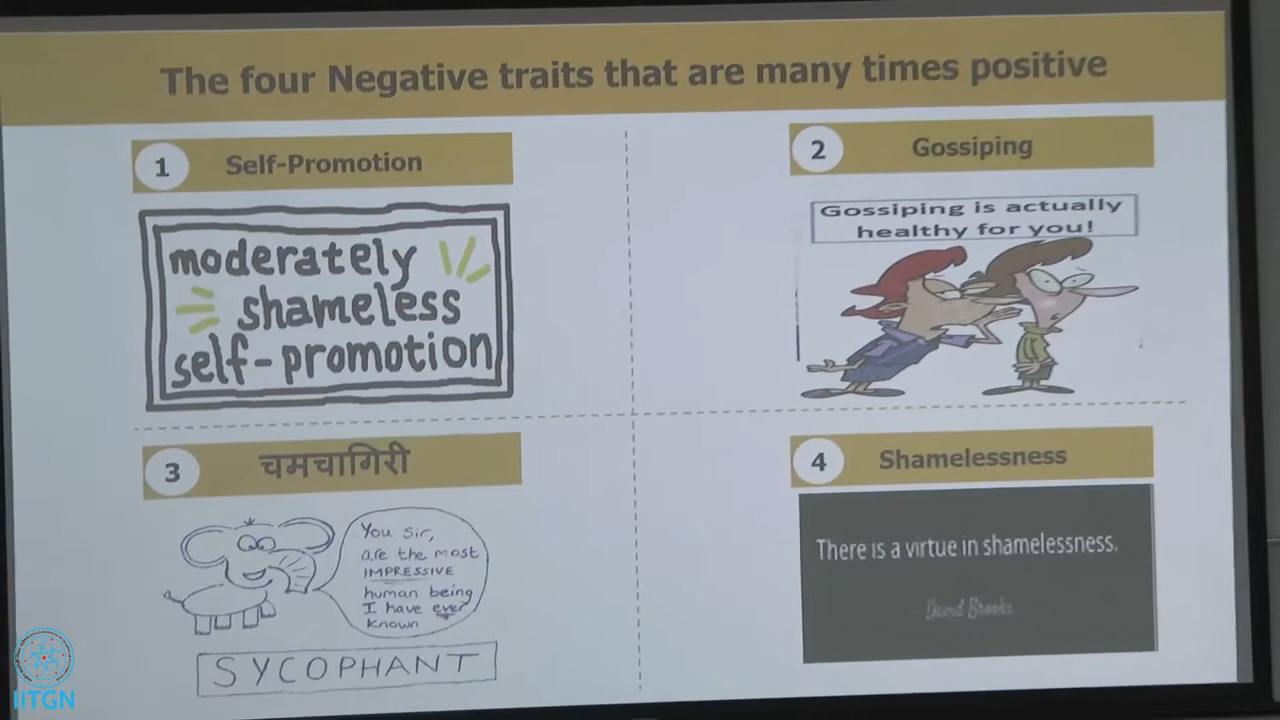 The four Negative traits that are many times positive
1 Self-Promotion
moderately
shameless
self-promotion
2 Gossiping
Gossiping is actually
healthy for you!
3 चमचागिरी
You Sir,
are the most
IMPRESSIVE
human being
I have ever
known
SYCOPHANT
4 Shamelessness
There is a virtue in shamelessness.
David Brooks
IITGN